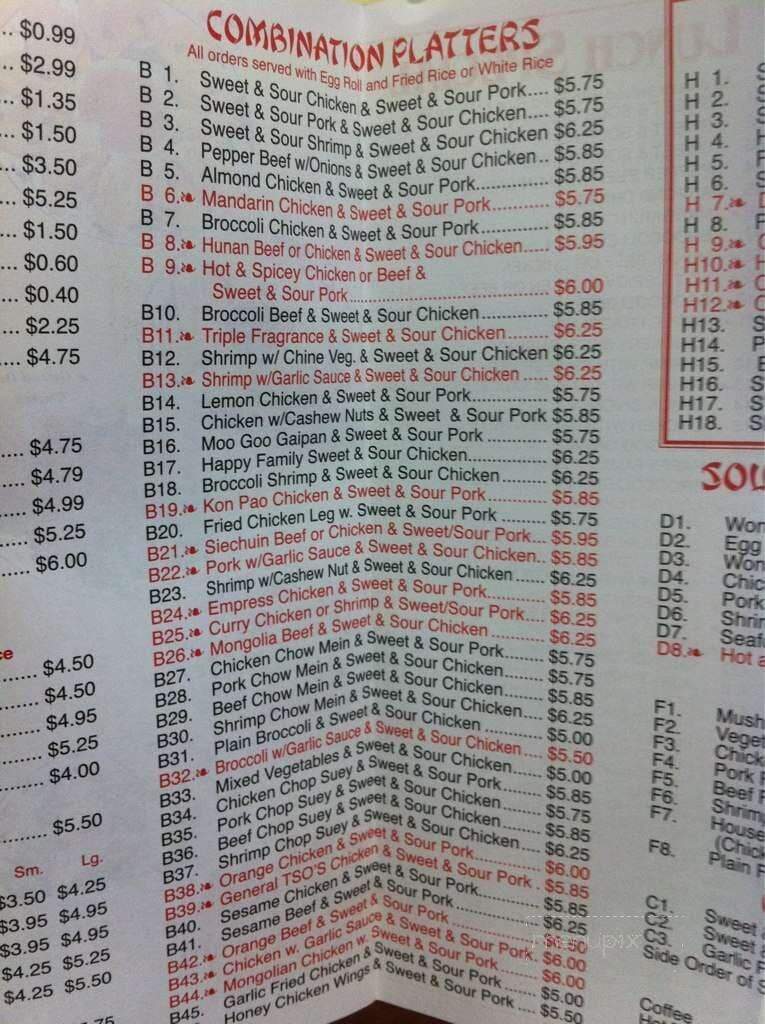 .. $0.99
... $2.99
... $1.35
... $1.50
... $3.50
... $5.25
... $1.50
... $0.60
... $0.40
... $2.25
.... $4.75
.... $4.75
..... $4.79
..... $4.99
..... $5.25
..... $6.00
ce
........ $4.50
........ $4.50
........ $4.95
........ $5.25
........ $4.00
......... $5.50
Sm. Lg.
$3.50 $4.25
$3.95 $4.95
$3.95 $4.95
$4.25 $5.25
$4.25 $5.50
COMBINATION PLATTERS
All orders served with Egg Roll and Fried Rice or White Rice
B 1. Sweet & Sour Chicken & Sweet & Sour Pork.... $5.75
B 2. Sweet & Sour Pork & Sweet & Sour Chicken.... $5.75
B 3. Sweet & Sour Shrimp & Sweet & Sour Chicken $6.25
B 4. Pepper Beef w/Onions & Sweet & Sour Chicken.. $5.85
B 5. Almond Chicken & Sweet & Sour Pork............. $5.85
B 6. Mandarin Chicken & Sweet & Sour Pork.......... $5.75
B 7. Broccoli Chicken & Sweet & Sour Pork............ $5.85
B 8. Hunan Beef or Chicken & Sweet & Sour Chicken..... $5.95
B 9. Hot & Spicey Chicken or Beef &
Sweet & Sour Pork..................................... $6.00
B10. Broccoli Beef & Sweet & Sour Chicken .......... $5.85
B11. Triple Fragrance & Sweet & Sour Chicken....... $6.25
B12. Shrimp w/ Chine Veg. & Sweet & Sour Chicken $6.25
B13. Shrimp w/Garlic Sauce & Sweet & Sour Chicken ..... $6.25
B14. Lemon Chicken & Sweet & Sour Pork.............. $5.75
B15. Chicken w/Cashew Nuts & Sweet & Sour Pork $5.85
B16. Moo Goo Gaipan & Sweet & Sour Pork ........... $5.75
B17. Happy Family Sweet & Sour Chicken.............. $6.25
B18. Broccoli Shrimp & Sweet & Sour Chicken........ $6.25
B19. Kon Pao Chicken & Sweet & Sour Pork........... $5.85
B20. Fried Chicken Leg w. Sweet & Sour Pork ......... $5.75
B21. Siechuin Beef or Chicken & Sweet/Sour Pork... $5.95
B22. Pork w/Garlic Sauce & Sweet & Sour Chicken.. $5.85
B23. Shrimp w/Cashew Nut & Sweet & Sour Chicken ...... $6.25
B24. Empress Chicken & Sweet & Sour Pork........... $5.85
B25. Curry Chicken or Shrimp & Sweet/Sour Pork.... $6.25
B26. Mongolia Beef & Sweet & Sour Chicken .......... $6.25
B27. Chicken Chow Mein & Sweet & Sour Pork........ $5.75
B28. Pork Chow Mein & Sweet & Sour Chicken........ $5.75
B29. Beef Chow Mein & Sweet & Sour Chicken........ $5.85
B30. Shrimp Chow Mein & Sweet & Sour Chicken.... $6.25
B31. Plain Broccoli & Sweet & Sour Chicken .......... $5.00
B32. Broccoli w/Garlic Sauce & Sweet & Sour Chicken .... $5.50
B33. Mixed Vegetables & Sweet & Sour Chicken...... $5.00
B34. Chicken Chop Suey & Sweet & Sour Pork ....... $5.85
B35. Pork Chop Suey & Sweet & Sour Chicken........ $5.75
B36. Beef Chop Suey & Sweet & Sour Chicken........ $5.85
B37. Shrimp Chop Suey & Sweet & Sour Chicken.... $6.25
B38. Orange Chicken & Sweet & Sour Pork............ $6.00
B39. General TSO'S Chicken & Sweet & Sour Pork . $5.85
B40. Sesame Chicken & Sweet & Sour Pork........... $5.85
B41. Sesame Beef & Sweet & Sour Pork............... $6.25
B42. Orange Beef & Sweet & Sour Pork
B43. Chicken w. Garlic Sauce & Sweet & Sour Pork. $6.00
B44. Mongolian Chicken w. Sweet & Sour Pork....... $6.00
B45. Garlic Fried Chicken & Sweet & Sour Pork ..... $5.00
Honey Chicken Wings & Sweet & Sour Pork .... $5.50
H 1.
H 2.
H 3.
H 4.
H 5.
H 6.
H 7.
H 8.
H 9.
H10.
H11.
H12.
H13.
H14.
H15.
H16.
H17.
H18.
SOU
D1. Won
D2. Egg
D3. Won
D4. Chic
D5. Pork
D6. Shrim
D7. Seaf
D8. Hot a
F1. Mush
F2. Veget
F3. Chick
F4. Pork F
F5. Beef F
F6. Shrimp
F7. House
(Chic
F8. Plain F
C1. Sweet
C2. Sweet &
C3. Garlic F
Side Order of S
Coffee